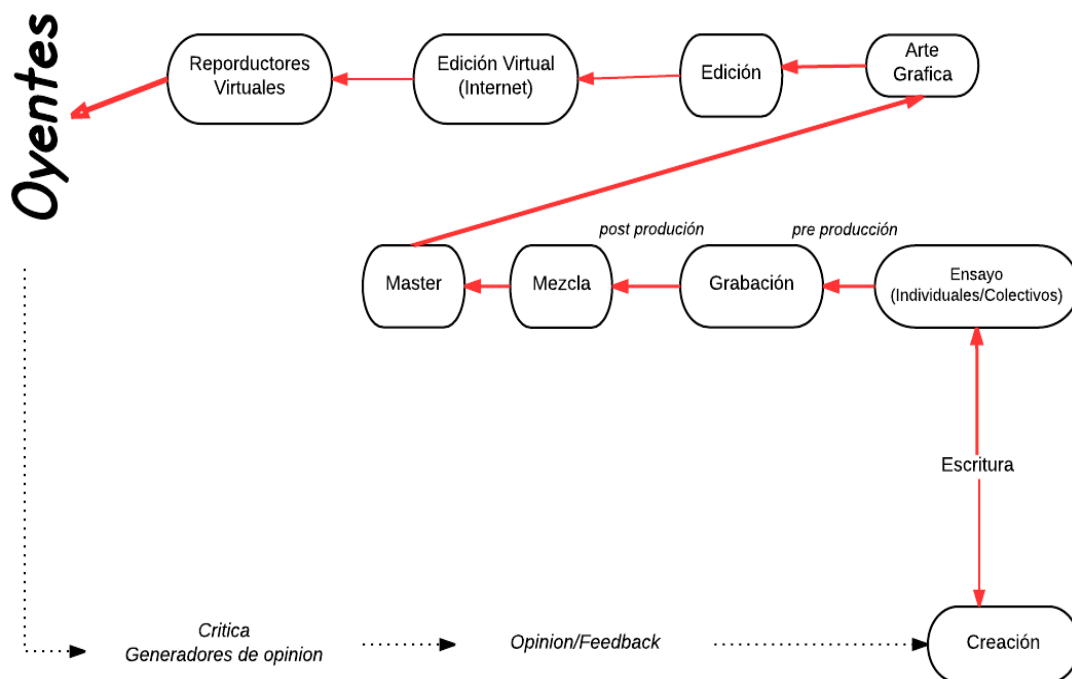 Oyentes
Reporductores
Virtuales
Edición Virtual
(Internet)
Edición
Arte
Grafica
post produción
pre producción
Master
Mezcla
Grabación
Ensayo
(Individuales/Colectivos)
Escritura
Critica
Generadores de opinion
Opinion/Feedback
Creación